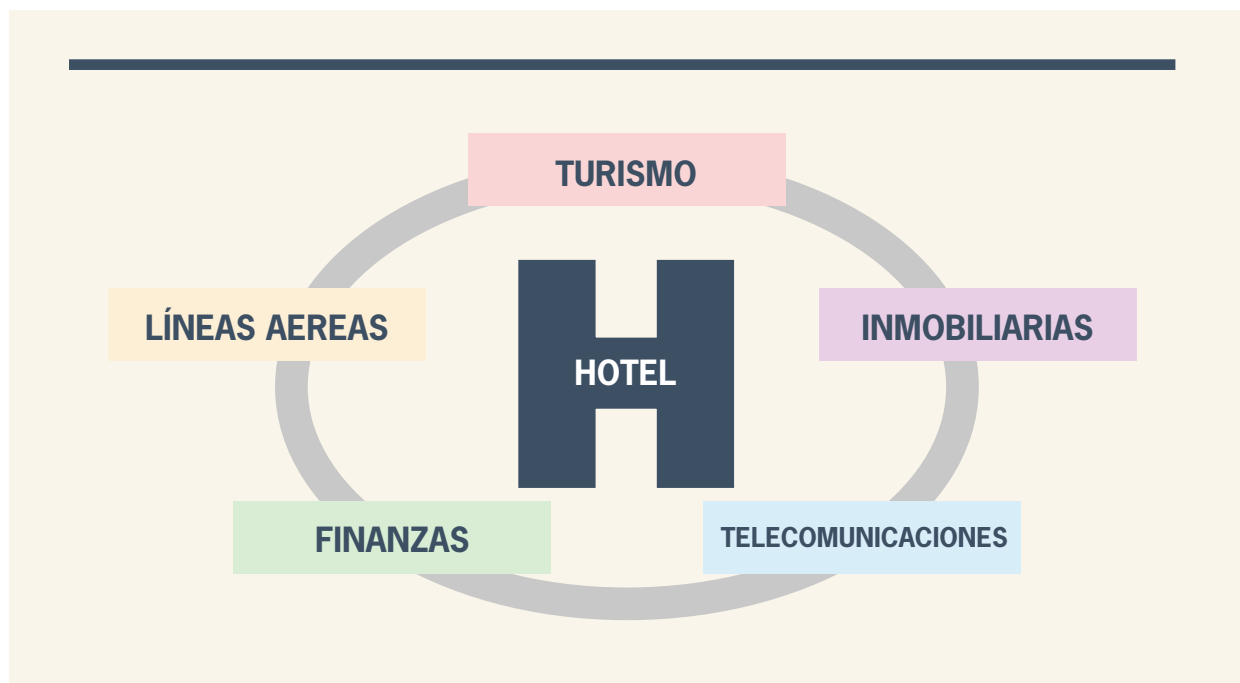 TURISMO
LÍNEAS AEREAS
INMOBILIARIAS
HOTEL
FINANZAS
TELECOMUNICACIONES